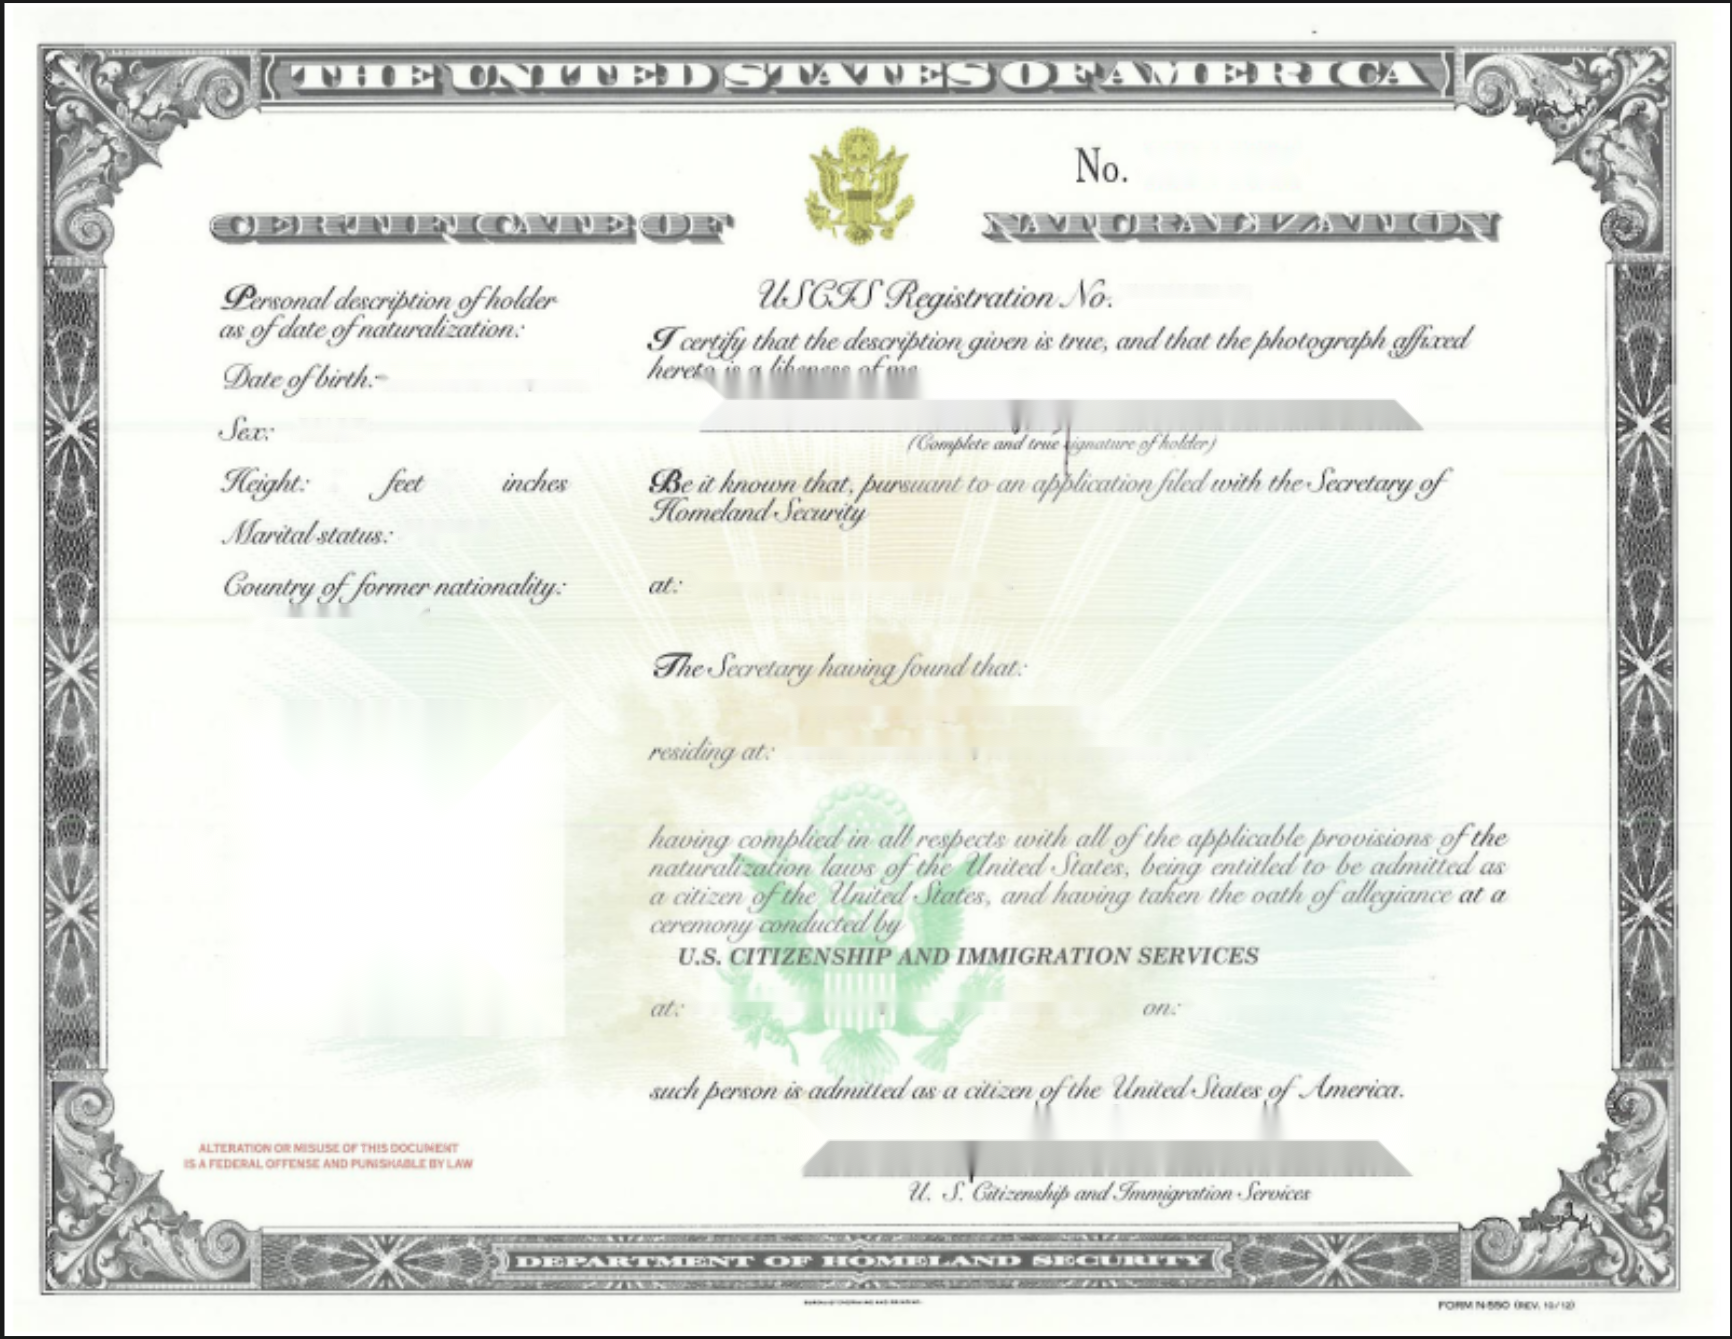 THE UNITED STATES OF AMERICA
No.
CERTIFICATE OF NATURALIZATION
Personal description of holder
as of date of naturalization:
Date of birth:
Sex:
Height: feet inches
Marital status:
Country of former nationality:
USCIS Registration No.
I certify that the description given is true, and that the photograph affixed
hereto is a likeness of me
(Complete and true signature of holder)
Be it known that, pursuant to an application filed with the Secretary of
Homeland Security
at:
The Secretary having found that:
residing at:
having complied in all respects with all of the applicable provisions of the
naturalization laws of the United States, being entitled to be admitted as
a citizen of the United States, and having taken the oath of allegiance at a
ceremony conducted by
U.S. CITIZENSHIP AND IMMIGRATION SERVICES
at: on:
such person is admitted as a citizen of the United States of America.
ALTERATION OR MISUSE OF THIS DOCUMENT
IS A FEDERAL OFFENSE AND PUNISHABLE BY LAW
U. S. Citizenship and Immigration Services
DEPARTMENT OF HOMELAND SECURITY
FORM N-550 (REV. 10/12)